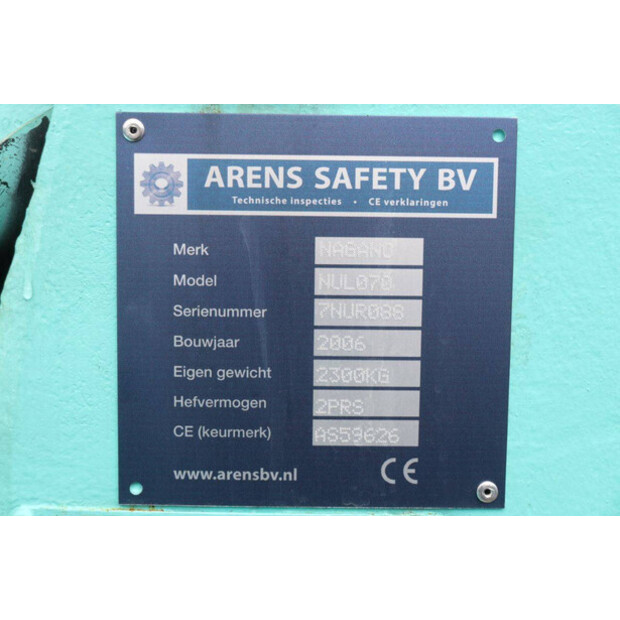 ARENS SAFETY BV
Technische inspecties • CE verklaringen
Merk NAGANO
Model NUL070
Serienummer 7NUR088
Bouwjaar 2006
Eigen gewicht 2300KG
Hefvermogen 2PRS
CE (keurmerk) AS59626
www.arensbv.nl CE